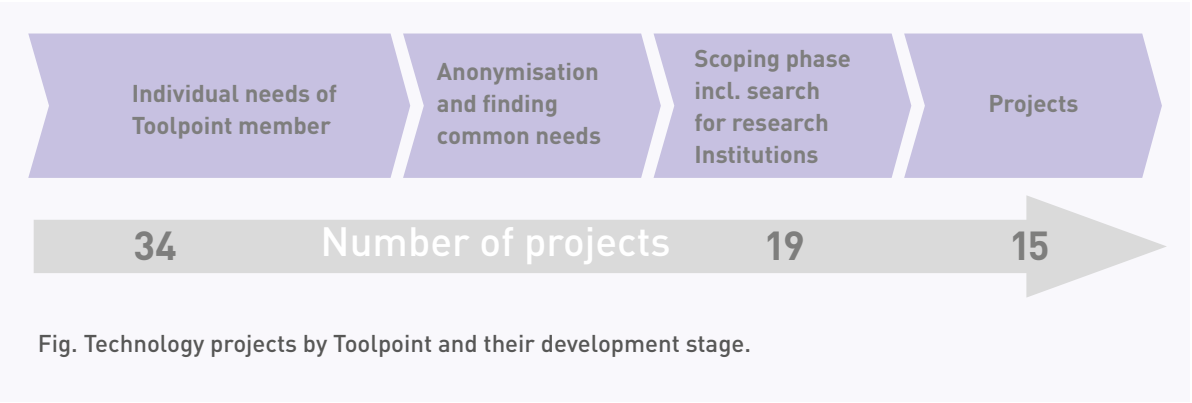 Individual needs of
Toolpoint member
Anonymisation
and finding
common needs
Scoping phase
incl. search
for research
Institutions
Projects
34 Number of projects 19 15
Fig. Technology projects by Toolpoint and their development stage.